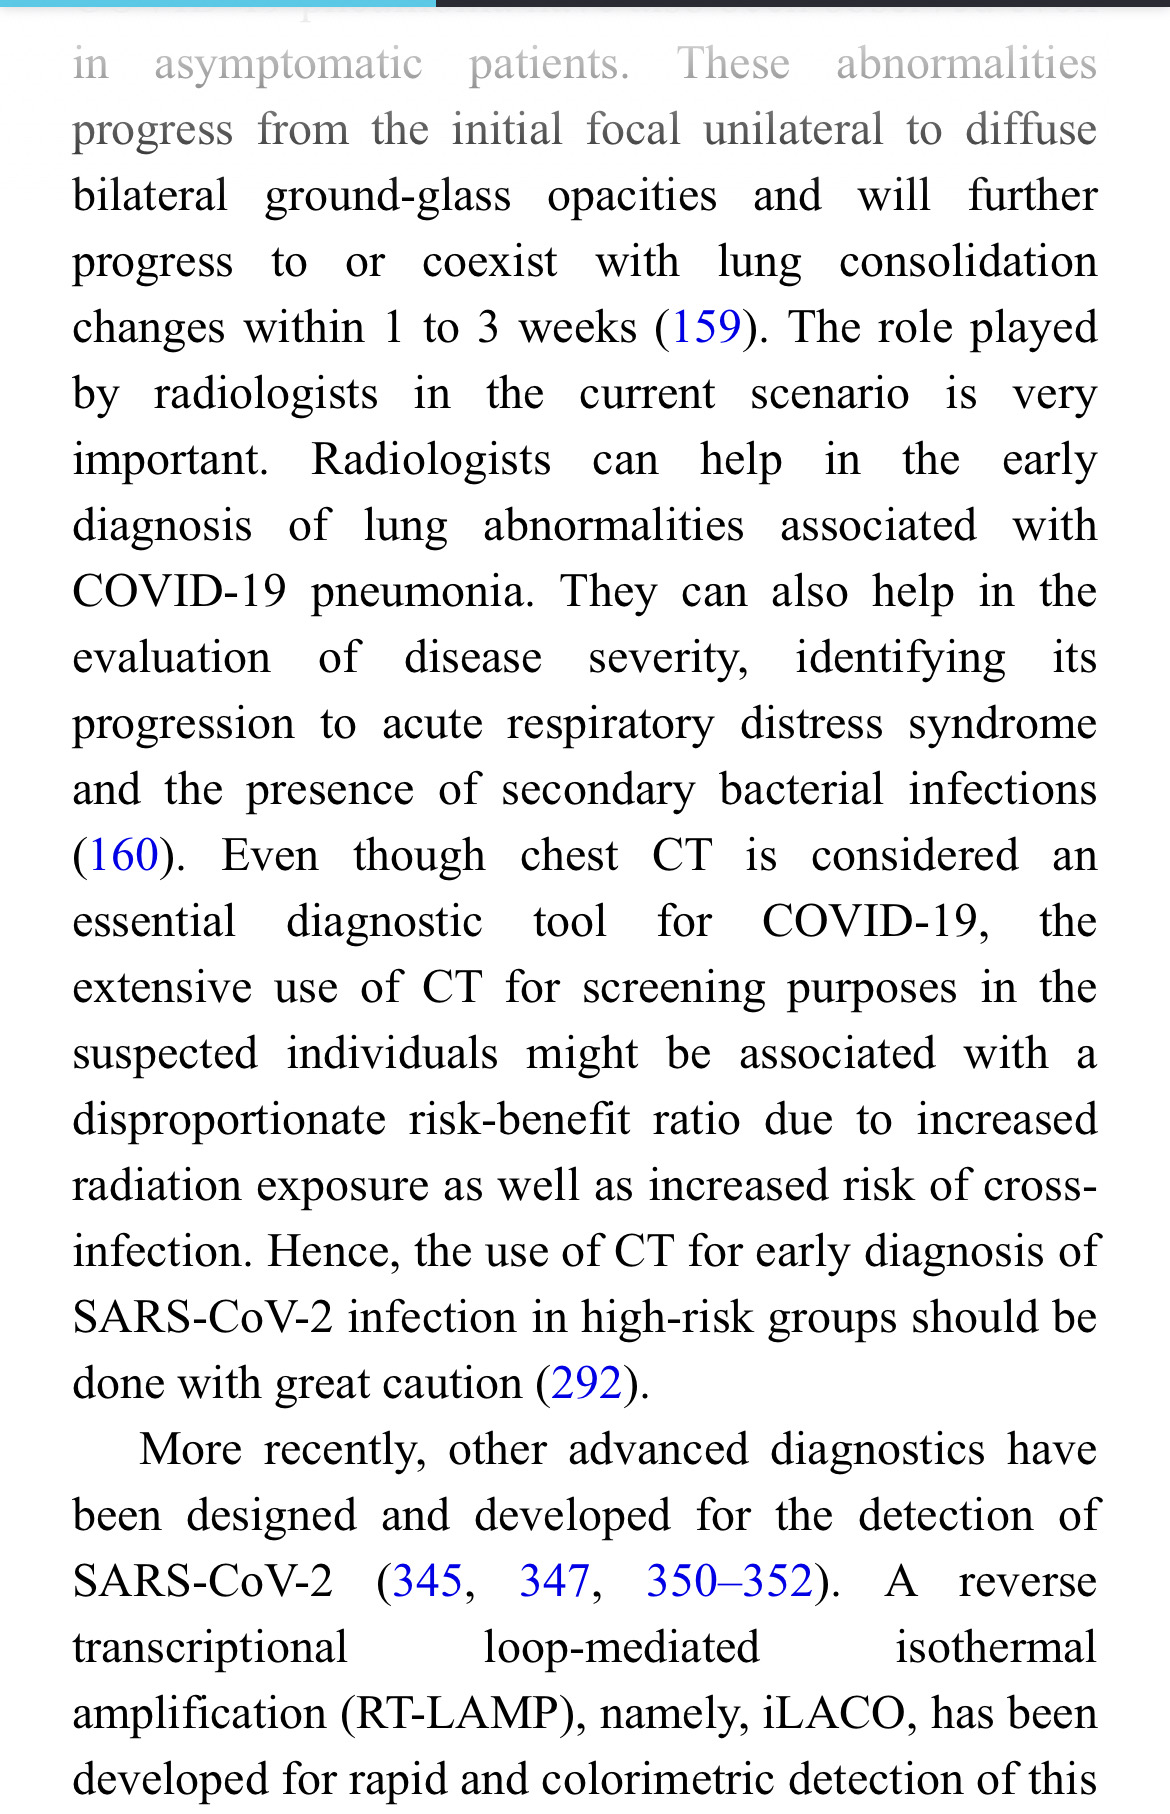 in asymptomatic patients. These abnormalities
progress from the initial focal unilateral to diffuse
bilateral ground-glass opacities and will further
progress to or coexist with lung consolidation
changes within 1 to 3 weeks (159). The role played
by radiologists in the current scenario is very
important. Radiologists can help in the early
diagnosis of lung abnormalities associated with
COVID-19 pneumonia. They can also help in the
evaluation of disease severity, identifying its
progression to acute respiratory distress syndrome
and the presence of secondary bacterial infections
(160). Even though chest CT is considered an
essential diagnostic tool for COVID-19, the
extensive use of CT for screening purposes in the
suspected individuals might be associated with a
disproportionate risk-benefit ratio due to increased
radiation exposure as well as increased risk of cross-
infection. Hence, the use of CT for early diagnosis of
SARS-CoV-2 infection in high-risk groups should be
done with great caution (292).
More recently, other advanced diagnostics have
been designed and developed for the detection of
SARS-CoV-2 (345, 347, 350–352). A reverse
transcriptional loop-mediated isothermal
amplification (RT-LAMP), namely, iLACO, has been
developed for rapid and colorimetric detection of this